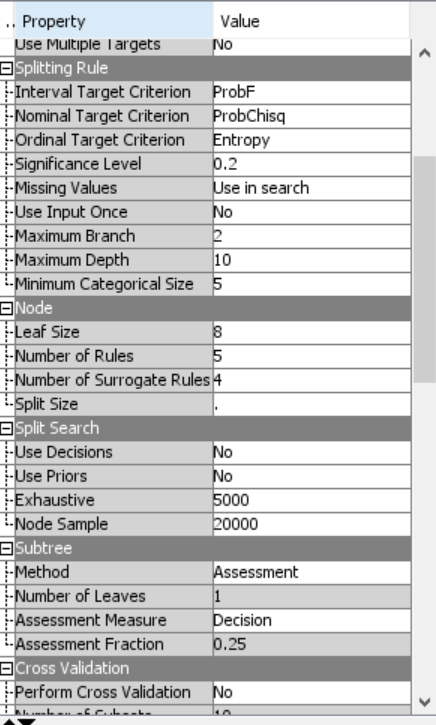 .. Property Value
Use Multiple Targets No
Splitting Rule
Interval Target Criterion ProbF
Nominal Target Criterion ProbChisq
Ordinal Target Criterion Entropy
Significance Level 0.2
Missing Values Use in search
Use Input Once No
Maximum Branch 2
Maximum Depth 10
Minimum Categorical Size 5
Node
Leaf Size 8
Number of Rules 5
Number of Surrogate Rules 4
Split Size .
Split Search
Use Decisions No
Use Priors No
Exhaustive 5000
Node Sample 20000
Subtree
Method Assessment
Number of Leaves 1
Assessment Measure Decision
Assessment Fraction 0.25
Cross Validation
Perform Cross Validation No
Number of Subsets 10